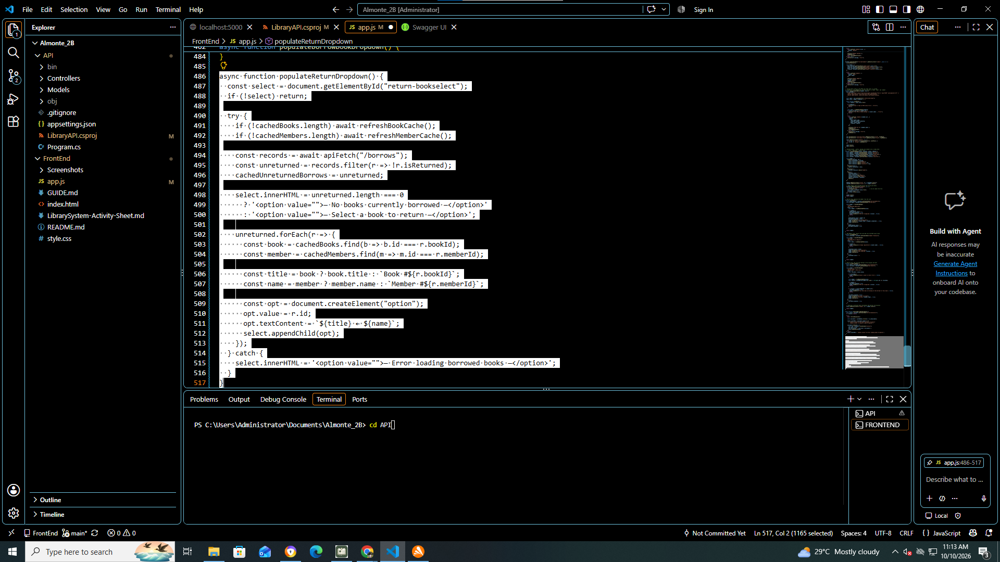 File Edit Selection View Go Run Terminal Help
Almonte_2B [Administrator]
Sign In
Explorer
Almonte_2B
API
bin
Controllers
Models
obj
.gitignore
appsettings.json
LibraryAPI.csproj M
Program.cs
FrontEnd
Screenshots
app.js M
GUIDE.md
index.html
LibrarySystem-Activity-Sheet.md
README.md
style.css
Outline
Timeline
localhost:5000
LibraryAPI.csproj M
app.js M
Swagger UI
FrontEnd > app.js > populateReturnDropdown
462 async function populateBorrowBookDropdown() {
484 }
485
486 async function populateReturnDropdown() {
487 const select = document.getElementById("return-bookselect");
488 if (!select) return;
489
490 try {
491 if (!cachedBooks.length) await refreshBookCache();
492 if (!cachedMembers.length) await refreshMemberCache();
493
494 const records = await apiFetch("/borrows");
495 const unreturned = records.filter(r => !r.isReturned);
496 cachedUnreturnedBorrows = unreturned;
497
498 select.innerHTML = unreturned.length === 0
499 ? '<option value="">— No books currently borrowed —</option>'
500 : '<option value="">— Select a book to return —</option>';
501
502 unreturned.forEach(r => {
503 const book = cachedBooks.find(b => b.id === r.bookId);
504 const member = cachedMembers.find(m => m.id === r.memberId);
505
506 const title = book ? book.title : `Book #${r.bookId}`;
507 const name = member ? member.name : `Member #${r.memberId}`;
508
509 const opt = document.createElement("option");
510 opt.value = r.id;
511 opt.textContent = `${title} ← ${name}`;
512 select.appendChild(opt);
513 });
514 } catch {
515 select.innerHTML = '<option value="">— Error loading borrowed books —</option>';
516 }
517 }
Problems Output Debug Console Terminal Ports
PS C:\Users\Administrator\Documents\Almonte_2B> cd API
API
FRONTEND
Chat
Build with Agent
AI responses may
be inaccurate
Generate Agent
Instructions to
onboard AI onto
your codebase.
app.js:486-517
Describe what to ...
Local
FrontEnd main* 0 0
Not Committed Yet Ln 517, Col 2 (1165 selected) Spaces: 4 UTF-8 CRLF { } JavaScript
Type here to search
29°C Mostly cloudy
11:13 AM
10/10/2026
3